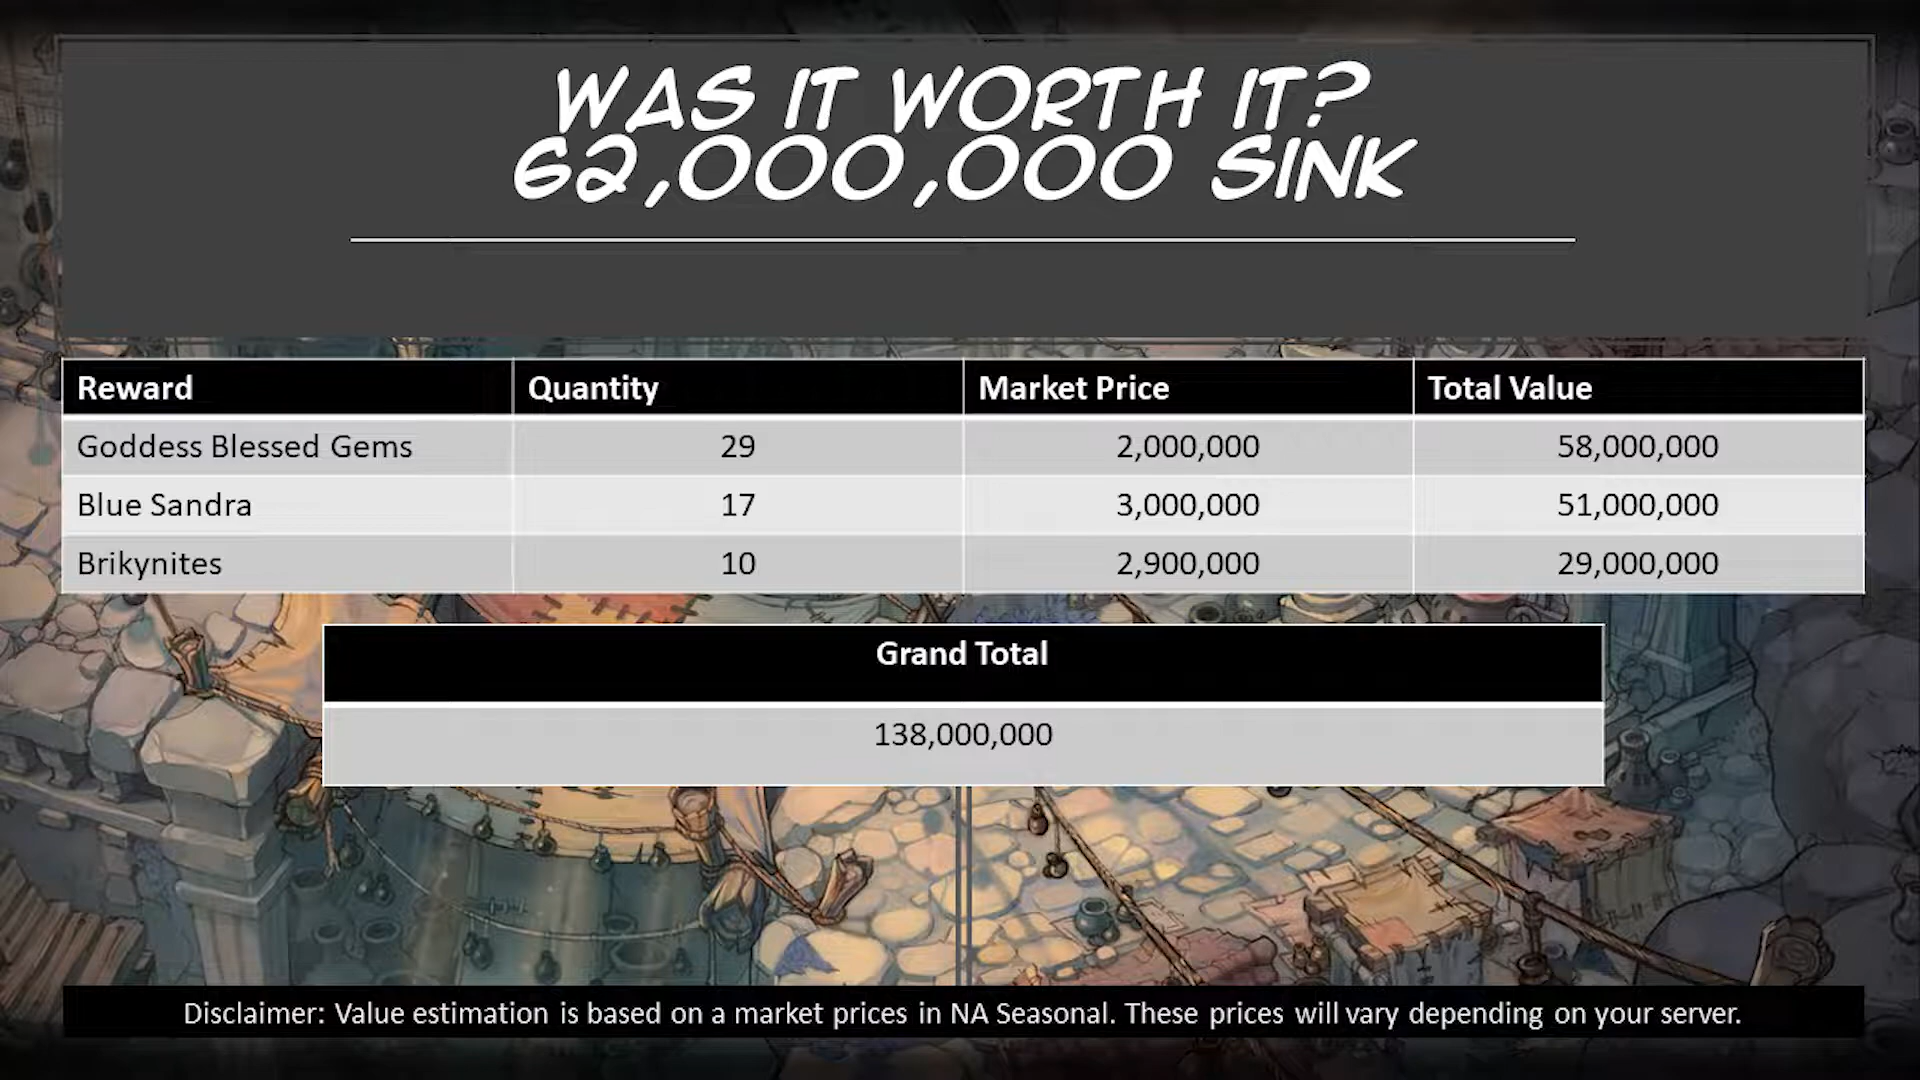 WAS IT WORTH IT?
62,000,000 SINK
Reward Quantity Market Price Total Value
Goddess Blessed Gems 29 2,000,000 58,000,000
Blue Sandra 17 3,000,000 51,000,000
Brikynites 10 2,900,000 29,000,000
Grand Total
138,000,000
Disclaimer: Value estimation is based on a market prices in NA Seasonal. These prices will vary depending on your server.